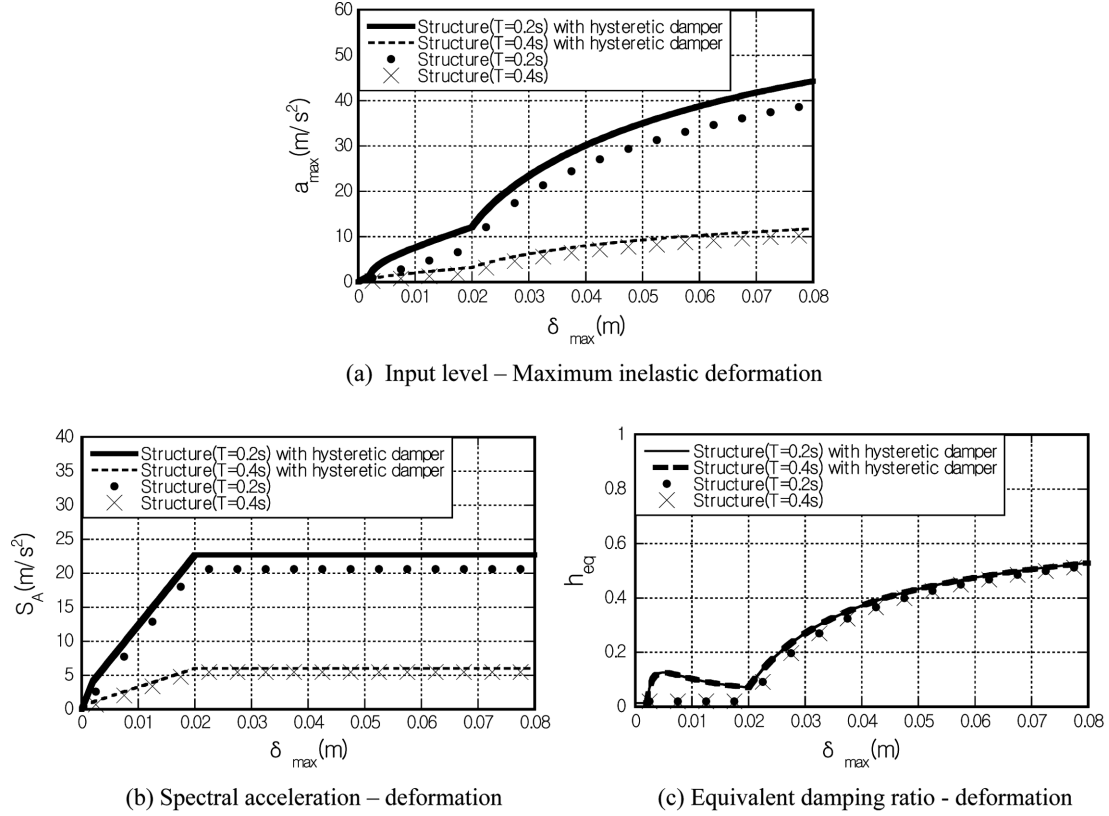 60
50
40
30
20
10
0
a max (m/s²)
Structure(T=0.2s) with hysteretic damper
Structure(T=0.4s) with hysteretic damper
Structure(T=0.2s)
Structure(T=0.4s)
0 0.01 0.02 0.03 0.04 0.05 0.06 0.07 0.08
δ max (m)
(a) Input level – Maximum inelastic deformation
40
35
30
25
20
15
10
5
0
S A (m/s²)
Structure(T=0.2s) with hysteretic damper
Structure(T=0.4s) with hysteretic damper
Structure(T=0.2s)
Structure(T=0.4s)
0 0.01 0.02 0.03 0.04 0.05 0.06 0.07 0.08
δ max (m)
(b) Spectral acceleration – deformation
1
0.8
0.6
0.4
0.2
0
h eq
Structure(T=0.2s) with hysteretic damper
Structure(T=0.4s) with hysteretic damper
Structure(T=0.2s)
Structure(T=0.4s)
0 0.01 0.02 0.03 0.04 0.05 0.06 0.07 0.08
δ max (m)
(c) Equivalent damping ratio - deformation